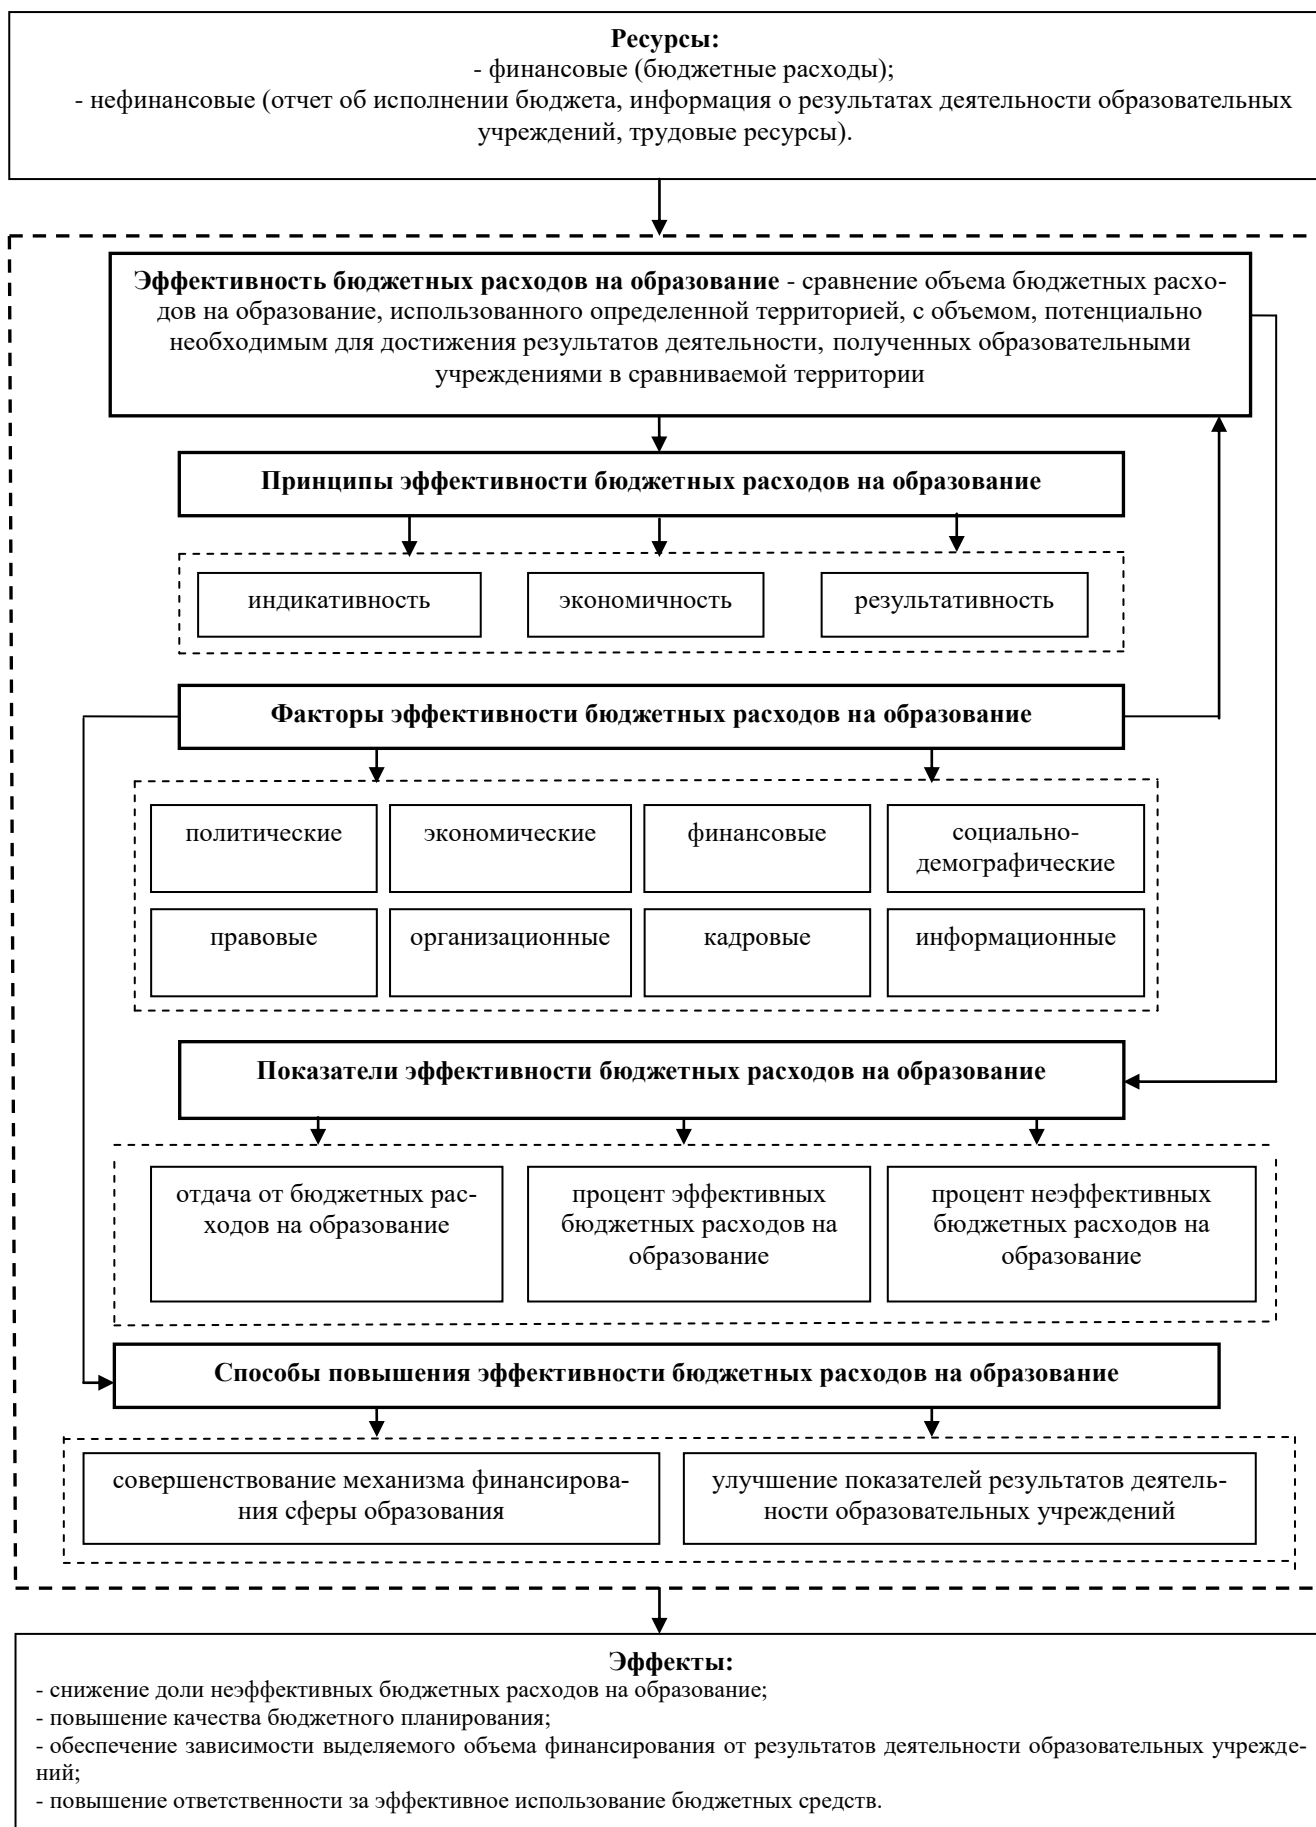 Ресурсы:
- финансовые (бюджетные расходы);
- нефинансовые (отчет об исполнении бюджета, информация о результатах деятельности образовательных
учреждений, трудовые ресурсы).
Эффективность бюджетных расходов на образование - сравнение объема бюджетных расхо-
дов на образование, использованного определенной территорией, с объемом, потенциально
необходимым для достижения результатов деятельности, полученных образовательными
учреждениями в сравниваемой территории
Принципы эффективности бюджетных расходов на образование
индикативность
экономичность
результативность
Факторы эффективности бюджетных расходов на образование
политические
экономические
финансовые
социально-
демографические
правовые
организационные
кадровые
информационные
Показатели эффективности бюджетных расходов на образование
отдача от бюджетных рас-
ходов на образование
процент эффективных
бюджетных расходов на
образование
процент неэффективных
бюджетных расходов на
образование
Способы повышения эффективности бюджетных расходов на образование
совершенствование механизма финансирова-
ния сферы образования
улучшение показателей результатов деятель-
ности образовательных учреждений
Эффекты:
- снижение доли неэффективных бюджетных расходов на образование;
- повышение качества бюджетного планирования;
- обеспечение зависимости выделяемого объема финансирования от результатов деятельности образовательных учрежде-
ний;
- повышение ответственности за эффективное использование бюджетных средств.